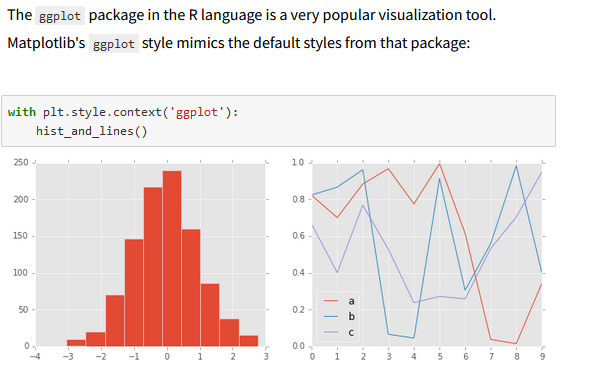 The ggplot package in the R language is a very popular visualization tool.
Matplotlib's ggplot style mimics the default styles from that package:
with plt.style.context('ggplot'):
    hist_and_lines()
250
200
150
100
50
0
−4 −3 −2 −1 0 1 2 3
1.0
0.8
0.6
0.4
0.2
0.0
a
b
c
0 1 2 3 4 5 6 7 8 9